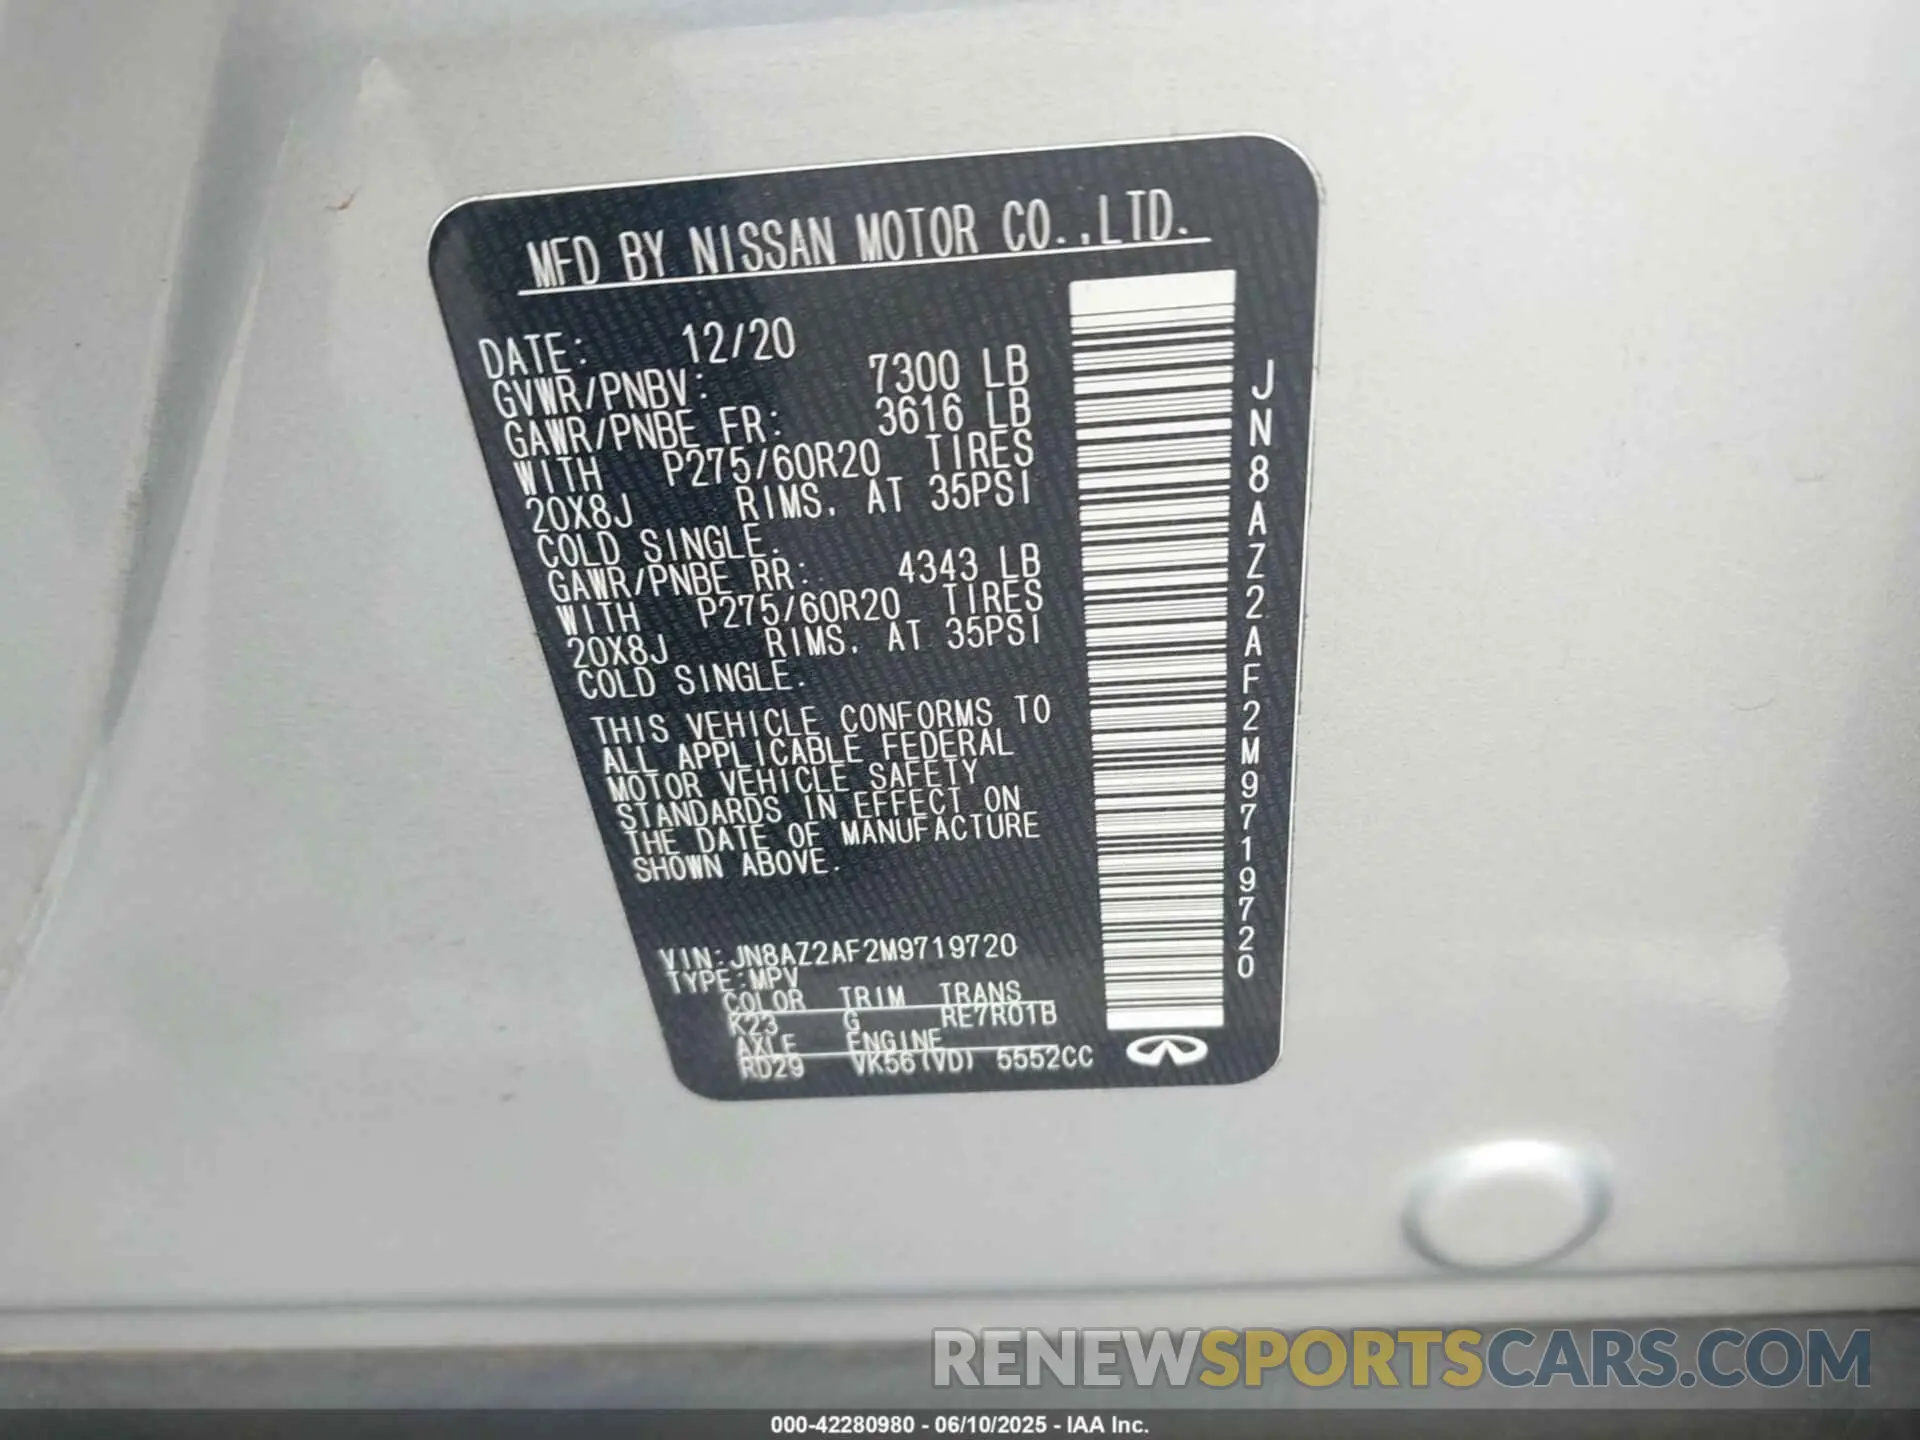 MFD BY NISSAN MOTOR CO.,LTD.
DATE: 12/20
GVWR/PNBV: 7300 LB
GAWR/PNBE FR: 3616 LB
WITH P275/60R20 TIRES
20X8J RIMS, AT 35PSI
COLD SINGLE.
GAWR/PNBE RR: 4343 LB
WITH P275/60R20 TIRES
20X8J RIMS, AT 35PSI
COLD SINGLE.
THIS VEHICLE CONFORMS TO
ALL APPLICABLE FEDERAL
MOTOR VEHICLE SAFETY
STANDARDS IN EFFECT ON
THE DATE OF MANUFACTURE
SHOWN ABOVE.
VIN:JN8AZ2AF2M9719720
TYPE:MPV
COLOR TRIM TRANS
K23 G RE7R01B
AXLE ENGINE
RD29 VK56(VD) 5552CC
JN8AZ2AF2M9719720
RENEWSPORTSCARS.COM
000-42280980 - 06/10/2025 - IAA Inc.